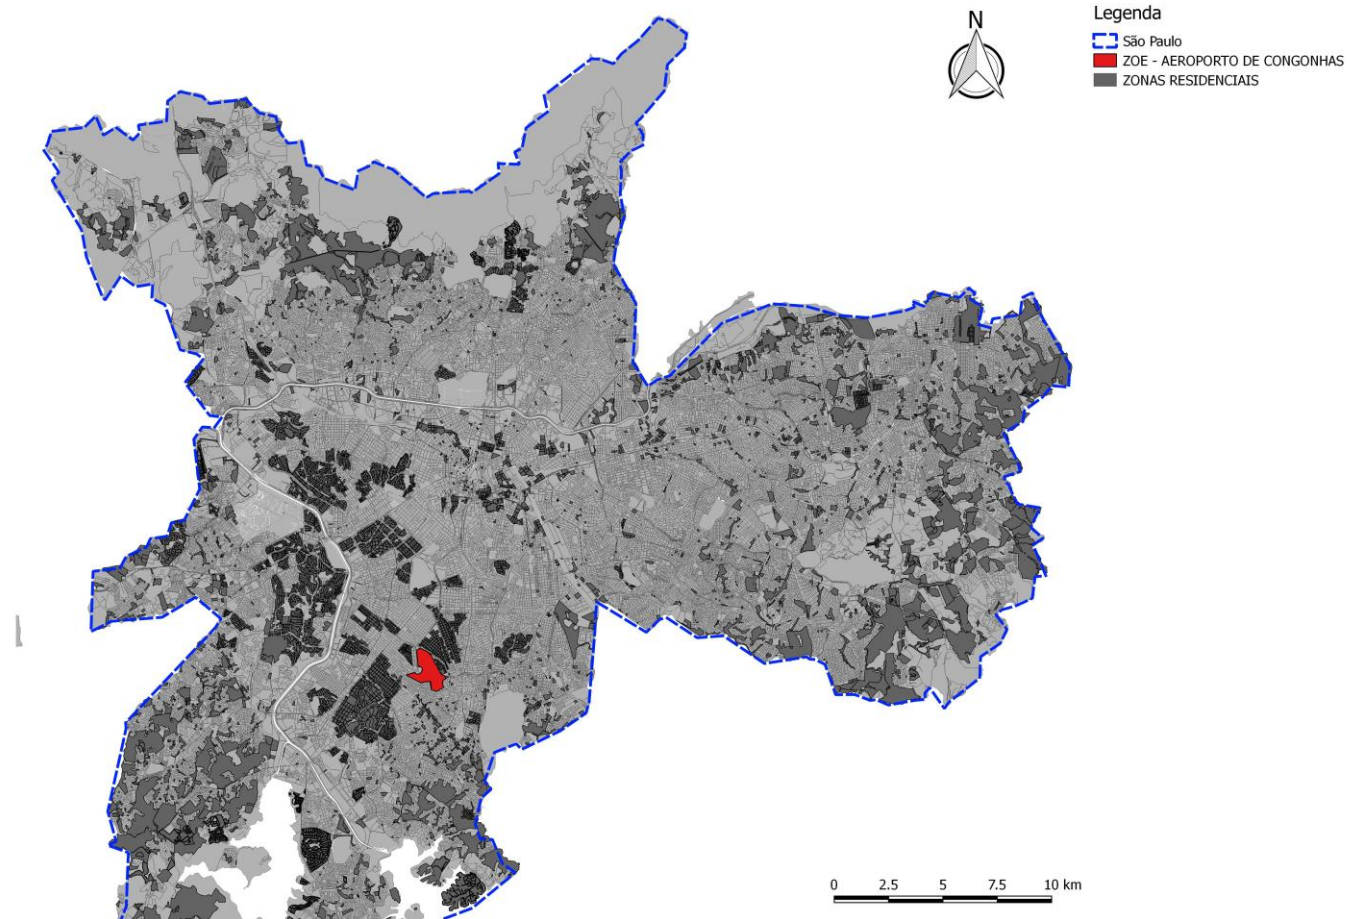 N
Legenda
São Paulo
ZOE - AEROPORTO DE CONGONHAS
ZONAS RESIDENCIAIS
0 2.5 5 7.5 10 km